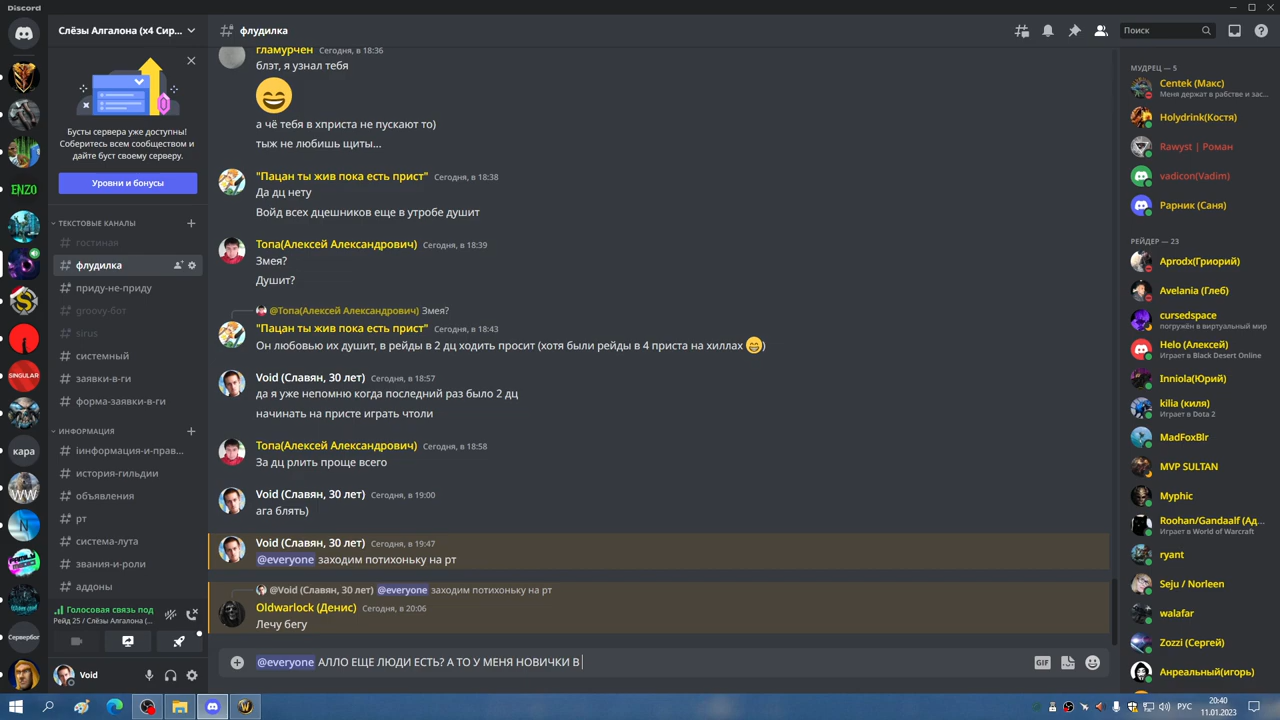 Discord
Слёзы Алгалона (x4 Сир...
флудилка
Поиск
Бусты сервера уже доступны!
Соберитесь всем сообществом и
дайте буст своему серверу.
Уровни и бонусы
ТЕКСТОВЫЕ КАНАЛЫ
гостиная
флудилка
приду-не-приду
groovy-бот
sirus
системный
заявки-в-ги
форма-заявки-в-ги
ИНФОРМАЦИЯ
іинформация-и-прав...
история-гильдии
объявления
рт
система-лута
звания-и-роли
аддоны
Голосовая связь под
Рейд 25 / Слёзы Алгалона (...
Void
ENZO
SINGULAR
кара
WW
N
Сервербог
гламурчен Сегодня, в 18:36
блэт, я узнал тебя
а чё тебя в хприста не пускают то)
тыж не любишь щиты...
"Пацан ты жив пока есть прист" Сегодня, в 18:38
Да дц нету
Войд всех дцешников еще в утробе душит
Топа(Алексей Александрович) Сегодня, в 18:39
Змея?
Душит?
@Топа(Алексей Александрович) Змея?
"Пацан ты жив пока есть прист" Сегодня, в 18:43
Он любовью их душит, в рейды в 2 дц ходить просит (хотя были рейды в 4 приста на хиллах )
Void (Славян, 30 лет) Сегодня, в 18:57
да я уже непомню когда последний раз было 2 дц
начинать на присте играть чтоли
Топа(Алексей Александрович) Сегодня, в 18:58
За дц рлить проще всего
Void (Славян, 30 лет) Сегодня, в 19:00
ага блять)
Void (Славян, 30 лет) Сегодня, в 19:47
@everyone заходим потихоньку на рт
@Void (Славян, 30 лет) @everyone заходим потихоньку на рт
Oldwarlock (Денис) Сегодня, в 20:06
Лечу бегу
@everyone АЛЛО ЕЩЕ ЛЮДИ ЕСТЬ? А ТО У МЕНЯ НОВИЧКИ В
GIF
МУДРЕЦ — 5
Centek (Макс)
Меня держат в рабстве и зас...
Holydrink(Костя)
Rawyst | Роман
vadicon(Vadim)
Рарник (Саня)
РЕЙДЕР — 23
Aprodx(Гриорий)
Avelania (Глеб)
cursedspace
погружён в виртуальный мир
Helo (Алексей)
Играет в Black Desert Online
Inniola(Юрий)
kilia (киля)
Играет в Dota 2
MadFoxBlr
MVP SULTAN
Myphic
Roohan/Gandaalf (Ад...
Играет в World of Warcraft
ryant
Seju / Norleen
walafar
Zozzi (Сергей)
Анреальный(игорь)
РУС
20:40
11.01.2023